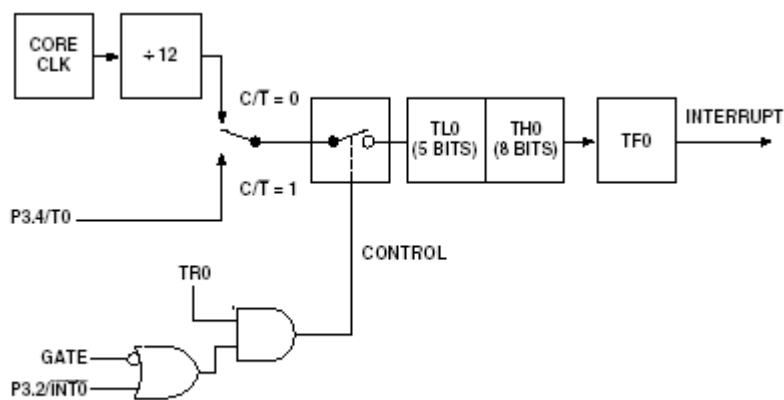 CORE
CLK
÷ 12
C/T = 0
TL0
(5 BITS)
TH0
(8 BITS)
TF0
INTERRUPT
C/T = 1
P3.4/T0
CONTROL
TR0
GATE
P3.2/INT0